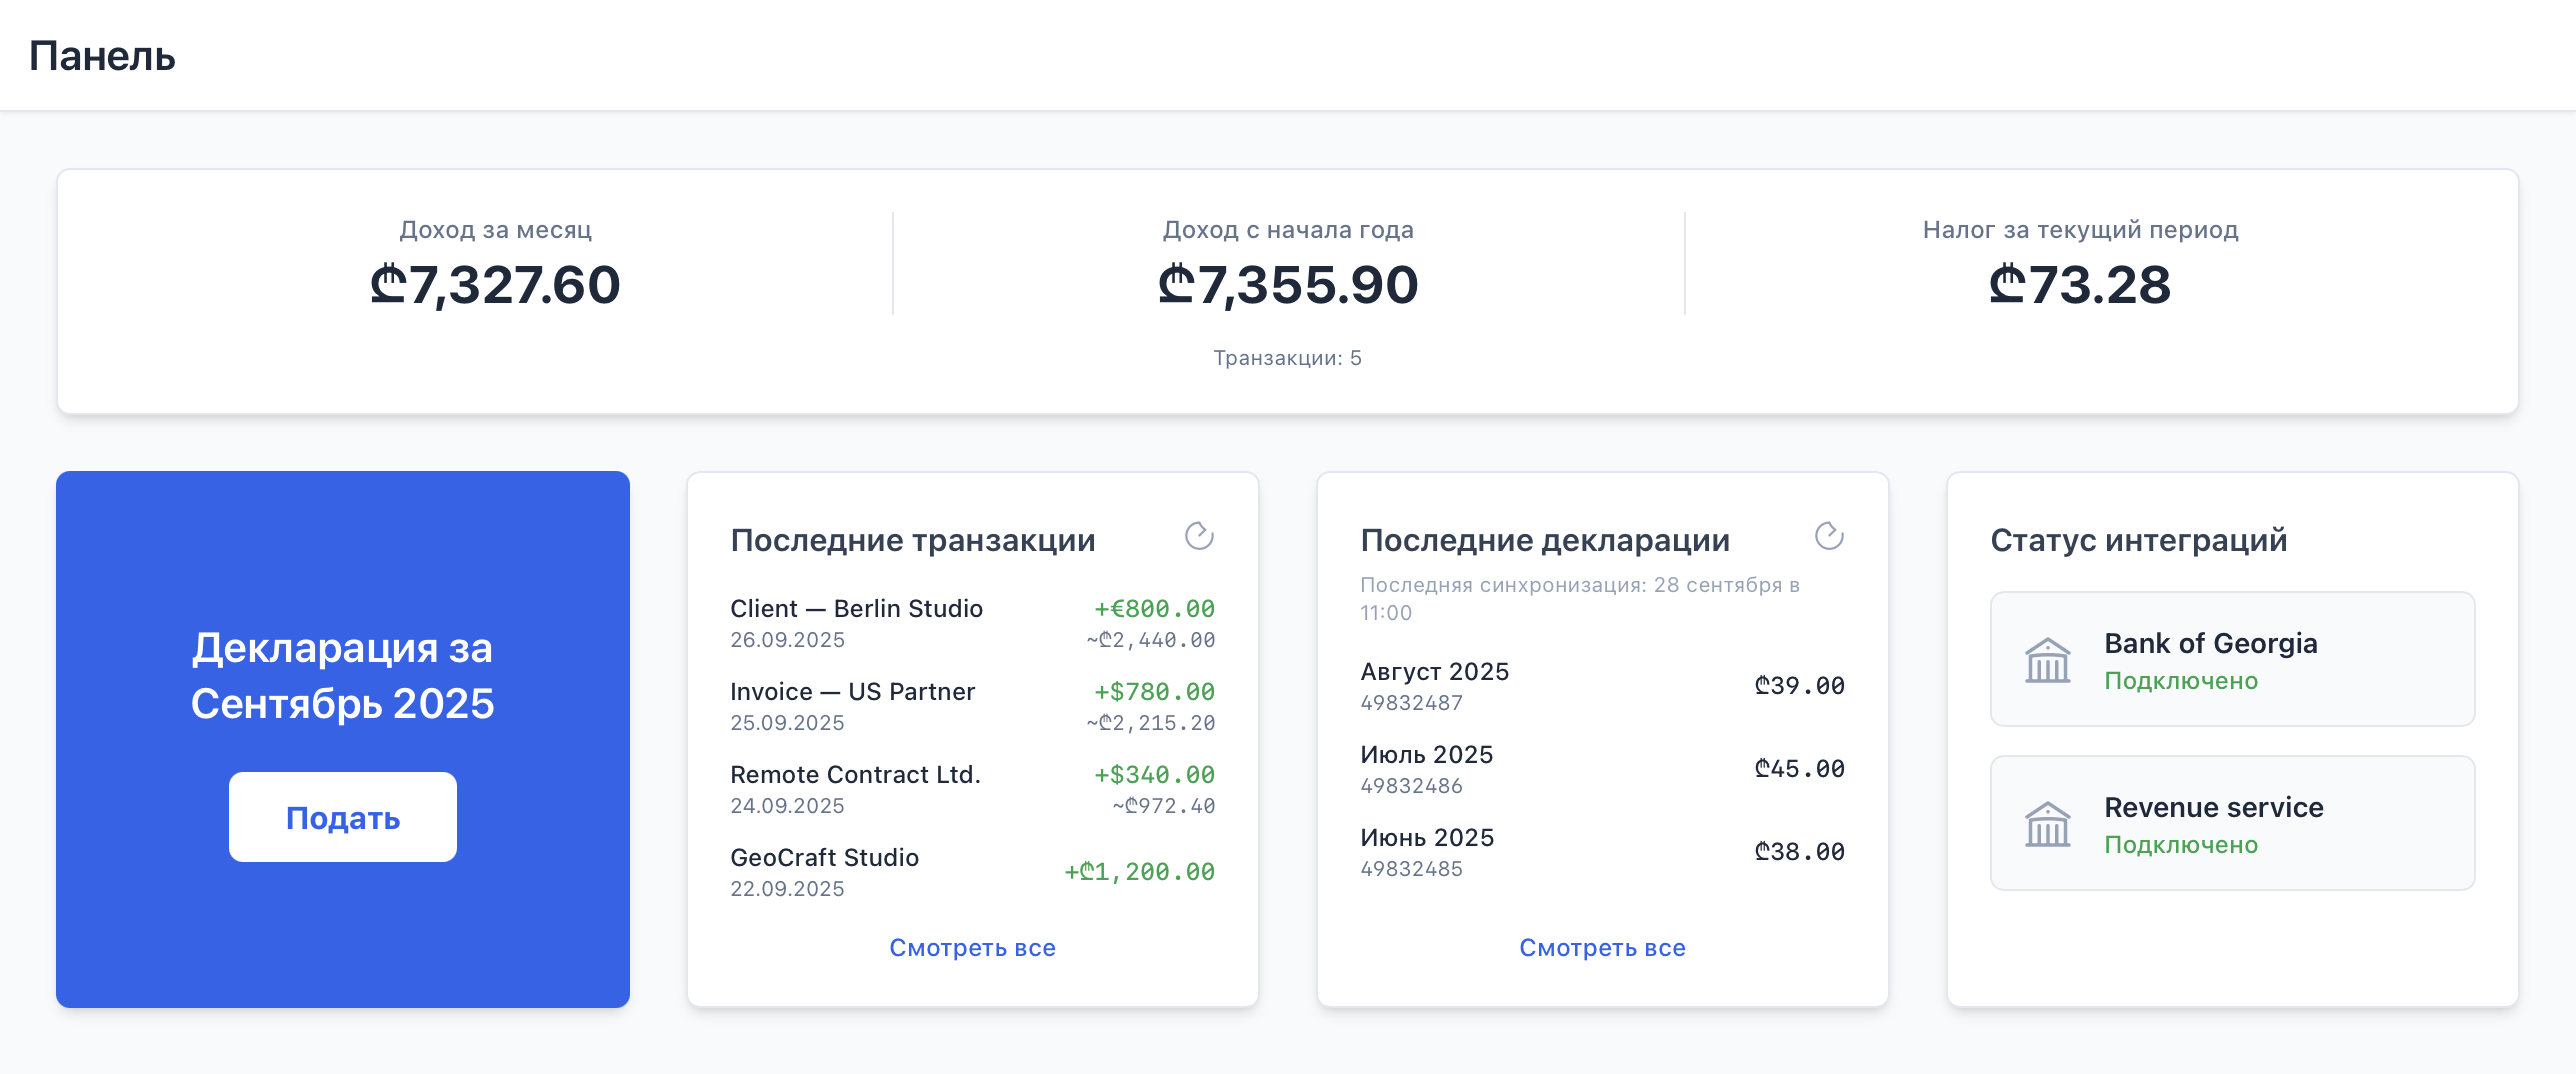 Панель
Доход за месяц
₾7,327.60
Доход с начала года
₾7,355.90
Налог за текущий период
₾73.28
Транзакции: 5
Декларация за
Сентябрь 2025
Подать
Последние транзакции
Client — Berlin Studio
+€800.00
26.09.2025
~₾2,440.00
Invoice — US Partner
+$780.00
25.09.2025
~₾2,215.20
Remote Contract Ltd.
+$340.00
24.09.2025
~₾972.40
GeoCraft Studio
+₾1,200.00
22.09.2025
Смотреть все
Последние декларации
Последняя синхронизация: 28 сентября в
11:00
Август 2025
49832487
₾39.00
Июль 2025
49832486
₾45.00
Июнь 2025
49832485
₾38.00
Смотреть все
Статус интеграций
Bank of Georgia
Подключено
Revenue service
Подключено